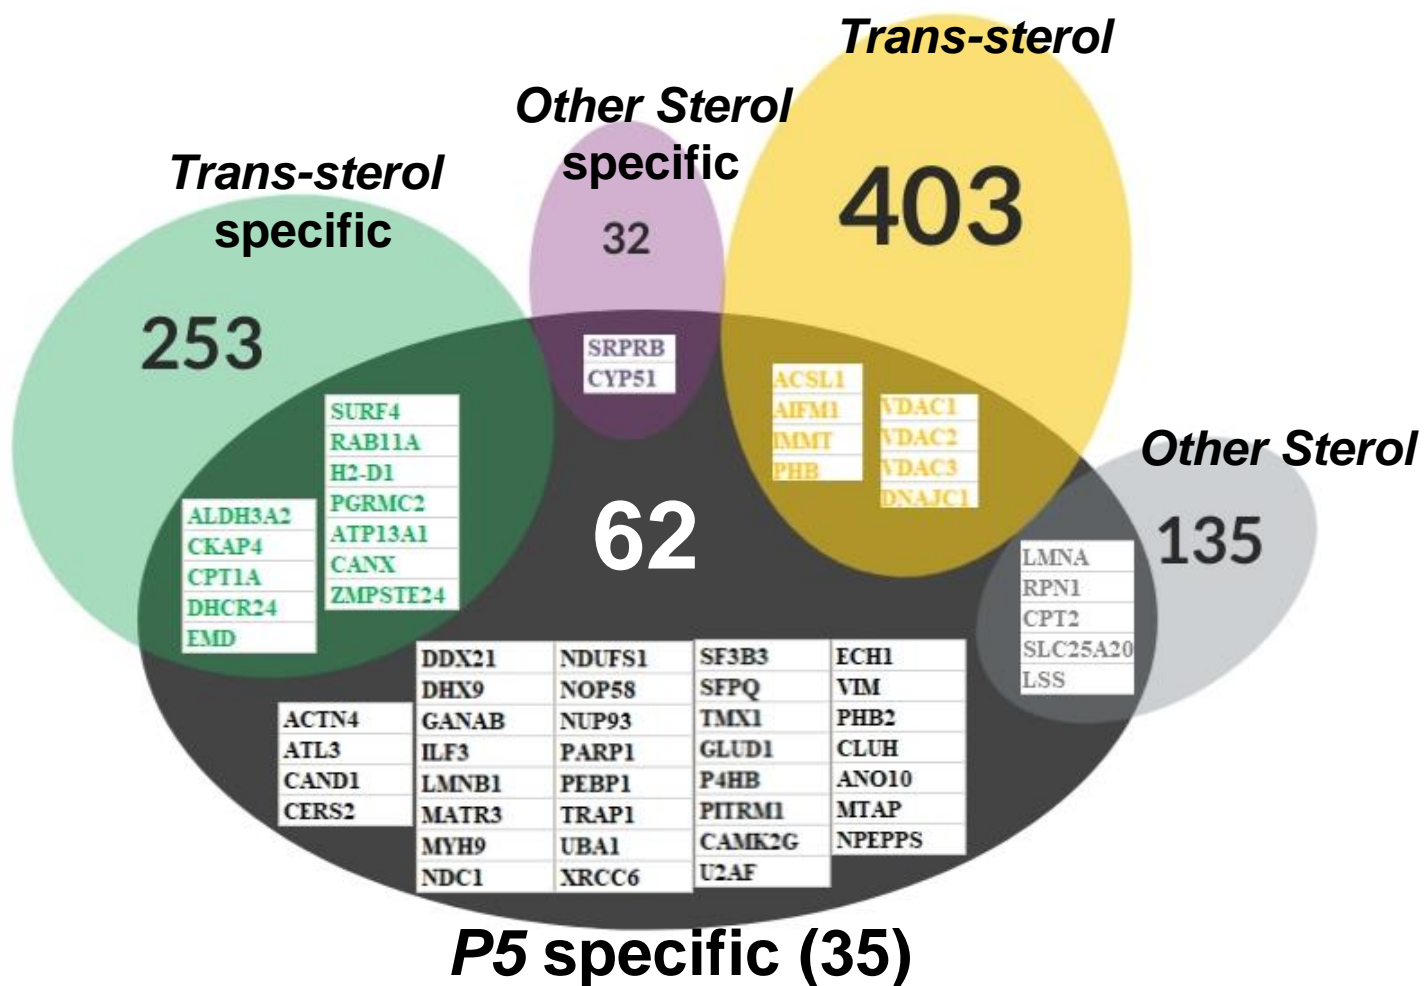 Trans-sterol
Other Sterol
specific
Trans-sterol
specific
403
32
253
SRPRB
CYP51
ACSL1
AIFM1
IMMT
PHB
VDAC1
VDAC2
VDAC3
DNAJC1
Other Sterol
135
SURF4
RAB11A
H2-D1
PGRMC2
ATP13A1
CANX
ZMPSTE24
ALDH3A2
CKAP4
CPT1A
DHCR24
EMD
62
LMNA
RPN1
CPT2
SLC25A20
LSS
ACTN4
ATL3
CAND1
CERS2
DDX21
DHX9
GANAB
ILF3
LMNB1
MATR3
MYH9
NDC1
NDUFS1
NOP58
NUP93
PARP1
PEBP1
TRAP1
UBA1
XRCC6
SF3B3
SFPQ
TMX1
GLUD1
P4HB
PITRM1
CAMK2G
U2AF
ECH1
VIM
PHB2
CLUH
ANO10
MTAP
NPEPPS
P5 specific (35)